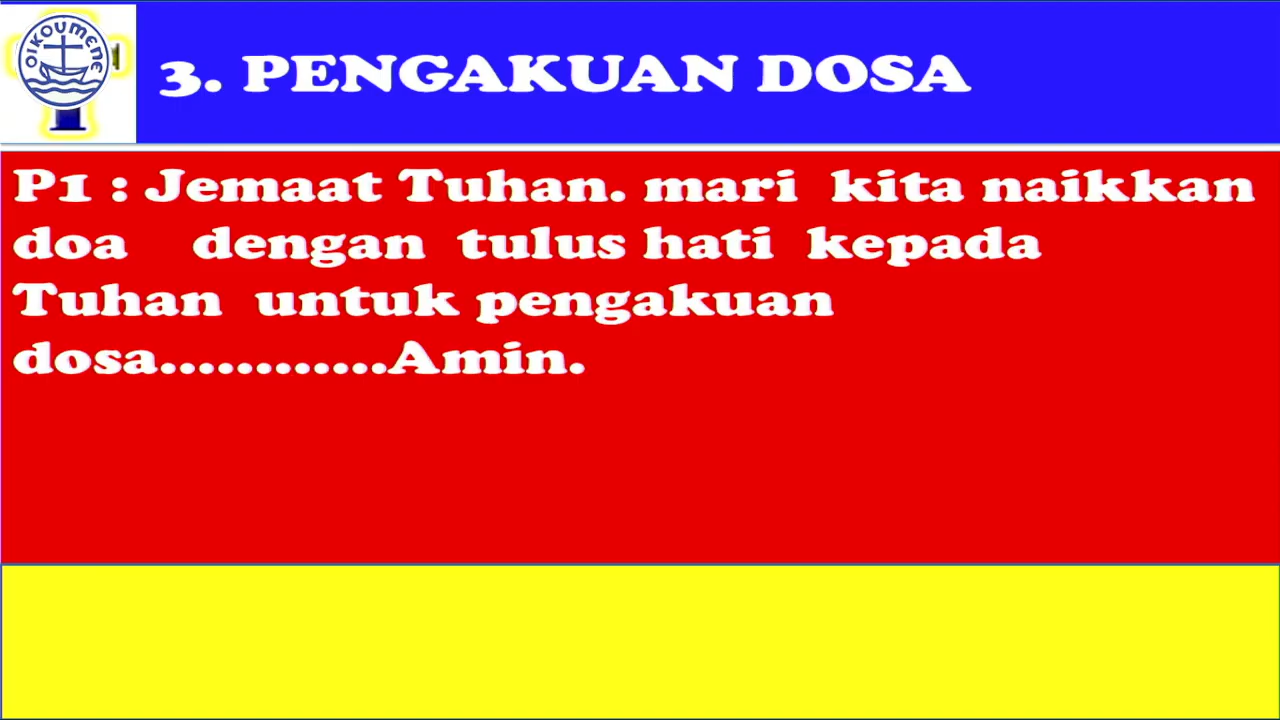 OIKOUMENE
3. PENGAKUAN DOSA
P1 : Jemaat Tuhan. mari kita naikkan
doa dengan tulus hati kepada
Tuhan untuk pengakuan
dosa............Amin.